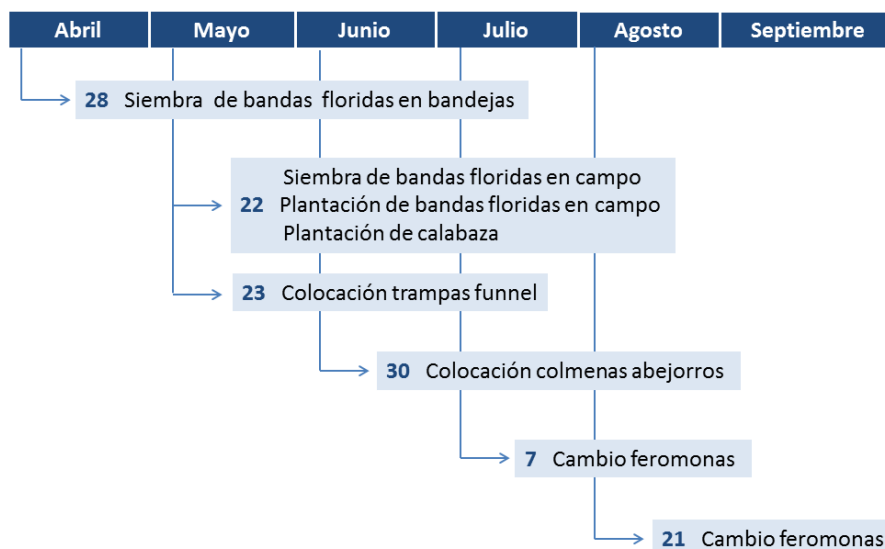 Abril Mayo Junio Julio Agosto Septiembre
28 Siembra de bandas floridas en bandejas
Siembra de bandas floridas en campo
22 Plantación de bandas floridas en campo
Plantación de calabaza
23 Colocación trampas funnel
30 Colocación colmenas abejorros
7 Cambio feromonas
21 Cambio feromonas